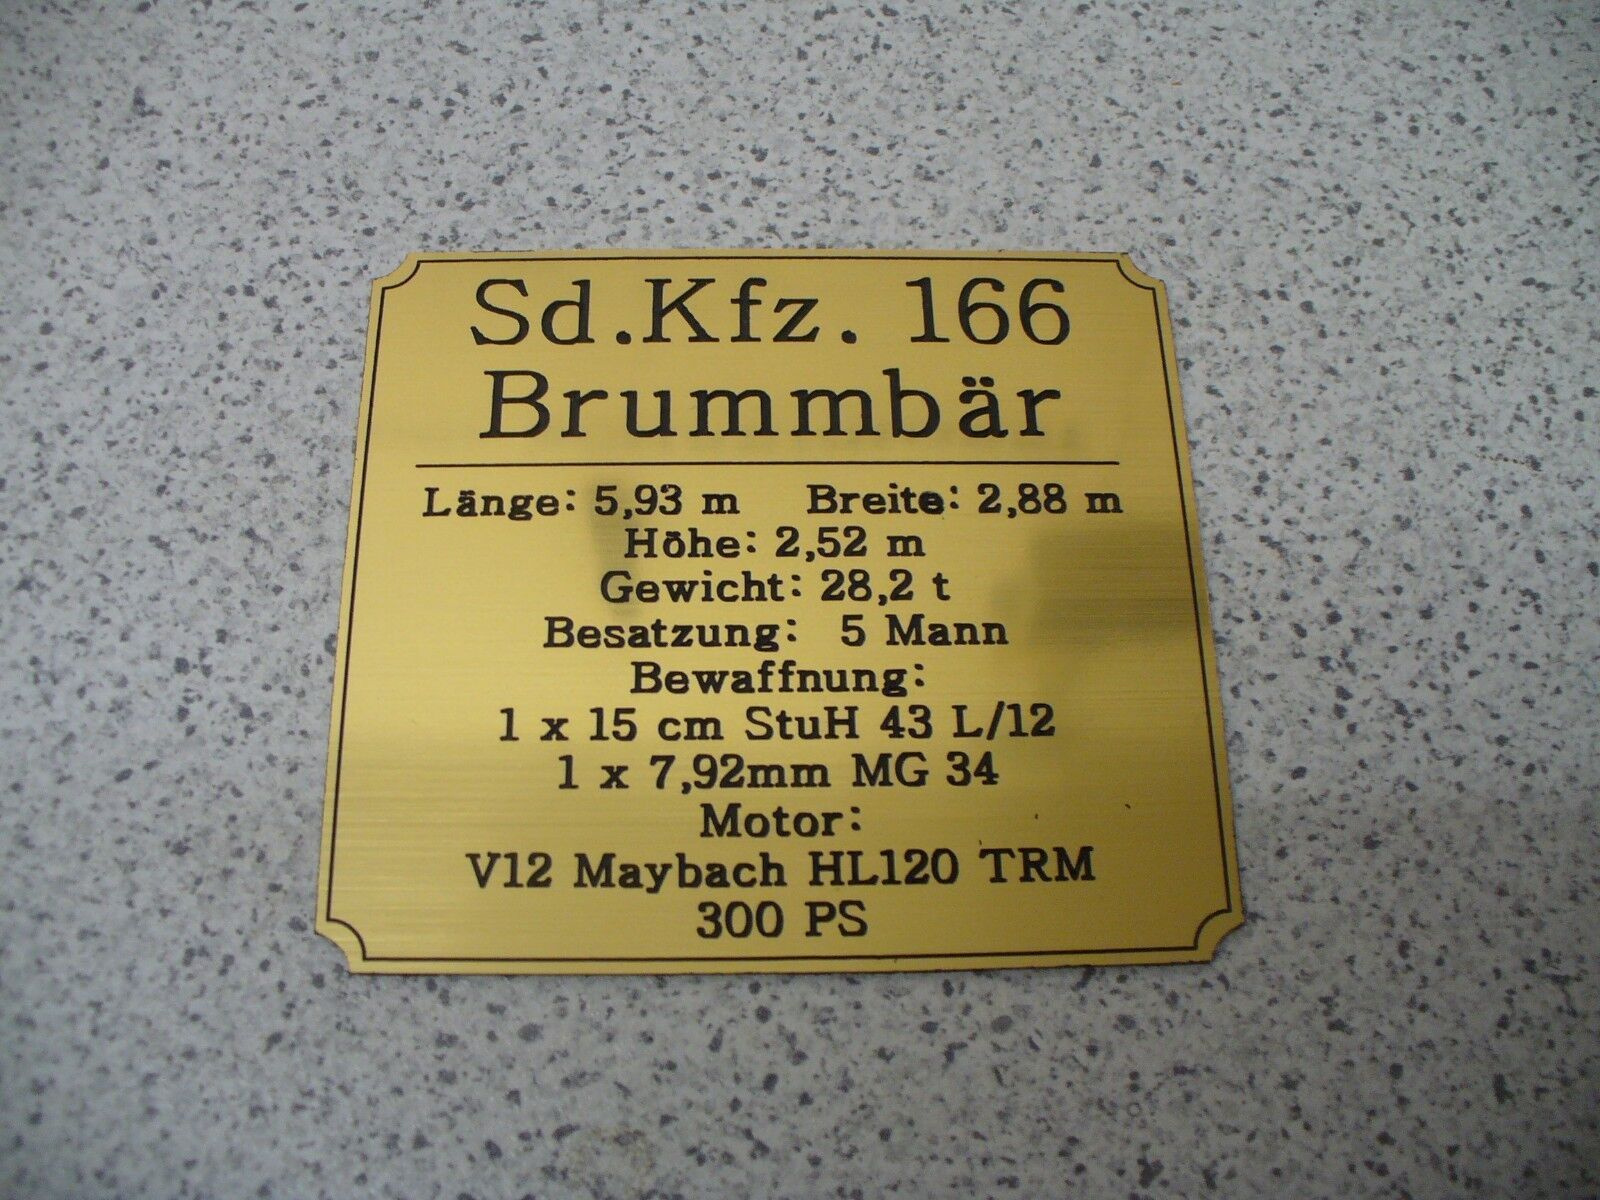 Sd.Kfz. 166
Brummbär
Länge: 5,93 m Breite: 2,88 m
Höhe: 2,52 m
Gewicht: 28,2 t
Besatzung: 5 Mann
Bewaffnung:
1 x 15 cm StuH 43 L/12
1 x 7,92mm MG 34
Motor:
V12 Maybach HL120 TRM
300 PS